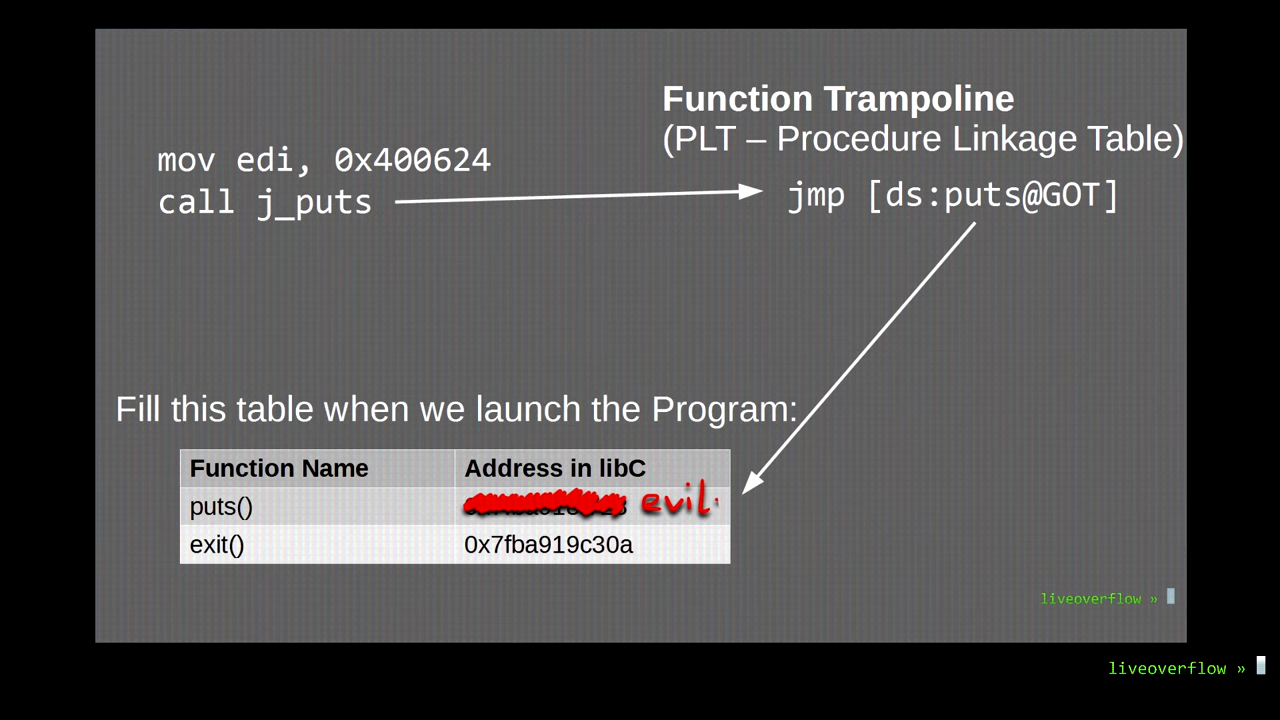 Function Trampoline
(PLT – Procedure Linkage Table)
mov edi, 0x400624
call j_puts
jmp [ds:puts@GOT]
Fill this table when we launch the Program:
Function Name Address in libC
puts() evil
exit() 0x7fba919c30a
liveoverflow »
liveoverflow »